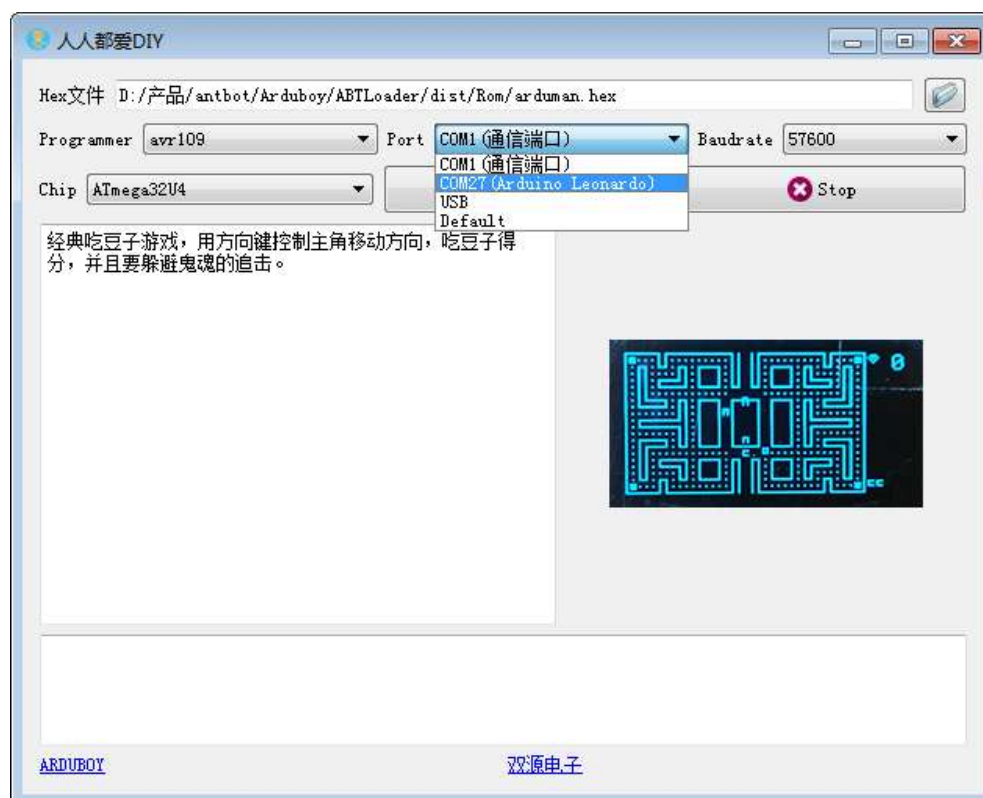 人人都爱DIY
Hex文件 D:/产品/antbot/Arduboy/ABTLoader/dist/Rom/arduman.hex
Programmer avr109 Port COM1(通信端口) Baudrate 57600
COM1(通信端口)
Chip ATmega32U4 COM27(Arduino Leonardo) Stop
USB
Default
经典吃豆子游戏，用方向键控制主角移动方向，吃豆子得
分，并且要躲避鬼魂的追击。
0
ARDUBOY 双源电子